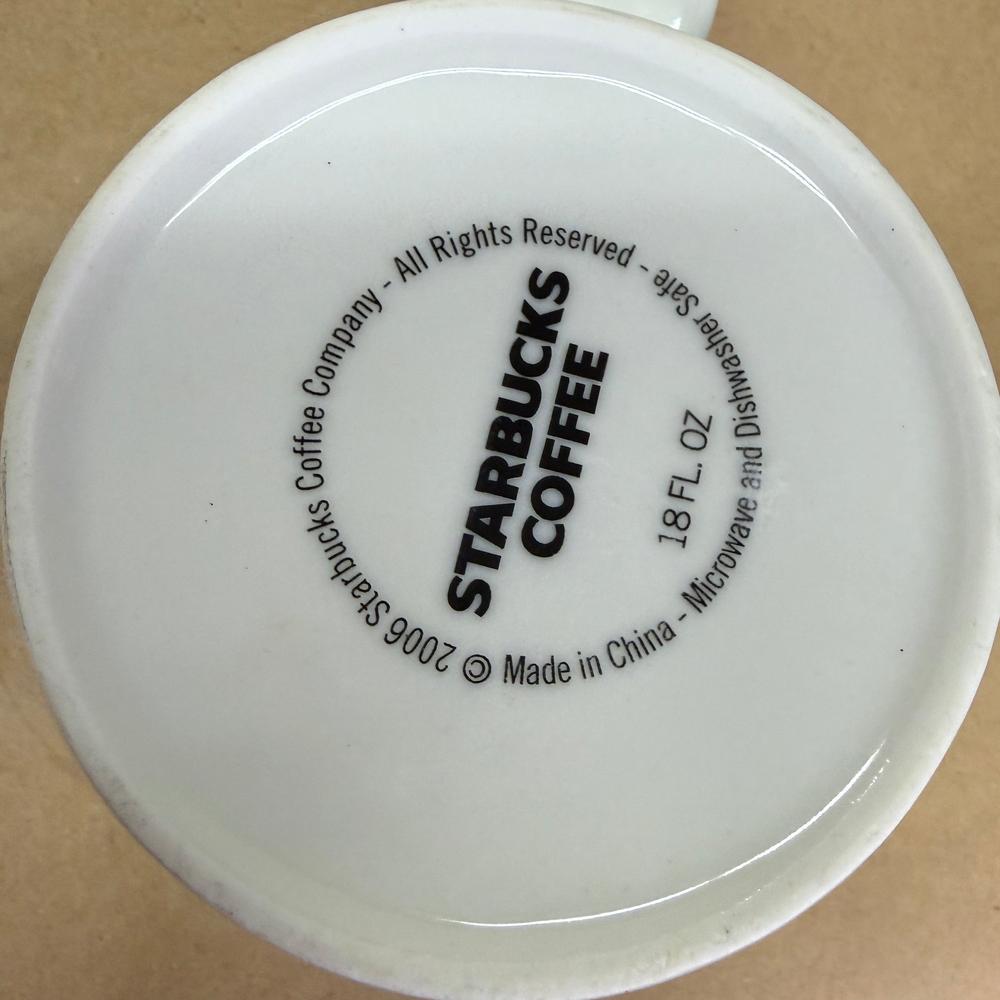 © 2006 Starbucks Coffee Company - All Rights Reserved -
STARBUCKS
COFFEE
18 FL. OZ
Made in China - Microwave and Dishwasher Safe